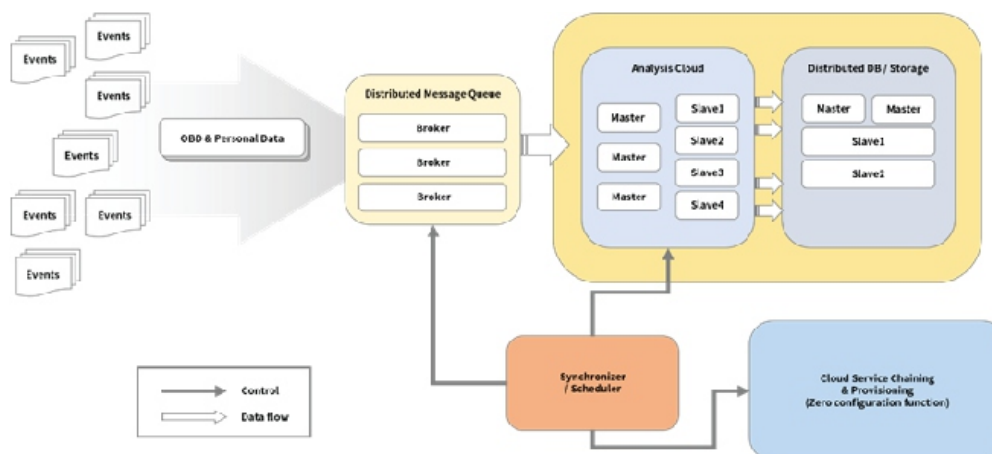 Events
Events
Events
Events
Events
Events
Events
OBD & Personal Data
Distributed Message Queue
Broker
Broker
Broker
Analysis Cloud
Master
Master
Master
Slave1
Slave2
Slave3
Slave4
Distributed DB / Storage
Master
Master
Slave1
Slave2
Synchronizer
/ Scheduler
Cloud Service Chaining
& Provisioning
(Zero configuration function)
Control
Data flow